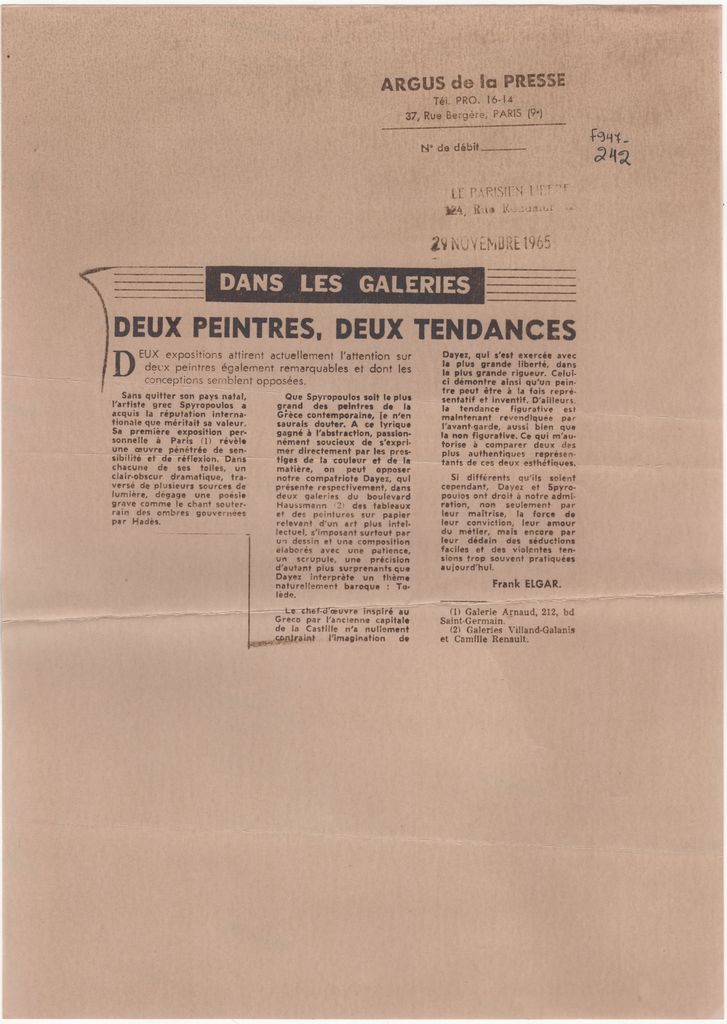 ARGUS de la PRESSE
Tél. PRO. 16-14
37, Rue Bergère, PARIS (9e)
N° de débit
F947-
242
LE PARISIEN LIBERE
124, Rue
29 NOVEMBRE 1965
DANS LES GALERIES
DEUX PEINTRES, DEUX TENDANCES
DEUX expositions attirent actuellement l'attention sur
deux peintres également remarquables et dont les
conceptions semblent opposées.
Sans quitter son pays natal,
l'artiste grec Spyropoulos a
acquis la réputation interna-
tionale que méritait sa valeur.
Sa première exposition per-
sonnelle à Paris (1) révèle
une œuvre pénétrée de sen-
sibilité et de réflexion. Dans
chacune de ses toiles, un
clair-obscur dramatique, tra-
versé de plusieurs sources de
lumière, dégage une poésie
grave comme le chant souter-
rain des ombres gouvernées
par Hadès.
Que Spyropoulos soit le plus
grand des peintres de la
Grèce contemporaine, je n'en
saurais douter. A ce lyrique
gagné à l'abstraction, passion-
nément soucieux de s'expri-
mer directement par les pres-
tiges de la couleur et de la
matière, on peut opposer
notre compatriote Dayez, qui
présente respectivement, dans
deux galeries du boulevard
Haussmann (2) des tableaux
et des peintures sur papier
relevant d'un art plus intel-
lectuel, s'imposant surtout par
un dessin et une composition
élaborés avec une patience,
un scrupule, une précision
d'autant plus surprenants que
Dayez interprète un thème
naturellement baroque : To-
lède.
Le chef-d'œuvre inspiré au
Greco par l'ancienne capitale
de la Castille n'a nullement
contraint l'imagination de
Dayez, qui s'est exercée avec
la plus grande liberté, dans
la plus grande rigueur. Celui-
ci démontre ainsi qu'un pein-
tre peut être à la fois repré-
sentatif et inventif. D'ailleurs,
la tendance figurative est
maintenant revendiquée par
l'avant-garde, aussi bien que
la non figurative. Ce qui m'au-
torise à comparer deux des
plus authentiques représen-
tants de ces deux esthétiques.
Si différents qu'ils soient
cependant, Dayez et Spyro-
poulos ont droit à notre admi-
ration, non seulement par
leur maîtrise, la force de
leur conviction, leur amour
du métier, mais encore par
leur dédain des séductions
faciles et des violentes ten-
sions trop souvent pratiquées
aujourd'hui.
Frank ELGAR.
(1) Galerie Arnaud, 212, bd
Saint-Germain.
(2) Galeries Villand-Galanis
et Camille Renault.